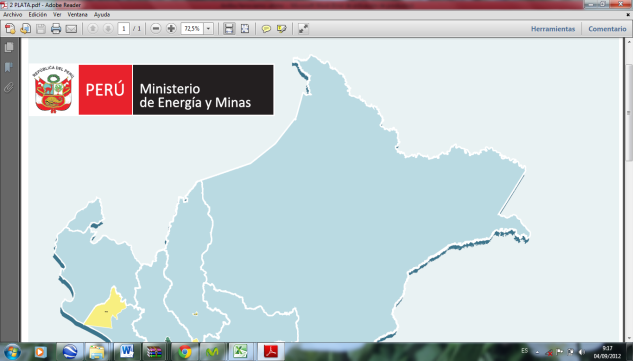 2 PLATA.pdf - Adobe Reader
Archivo Edición Ver Ventana Ayuda
1 / 1 72,5% Herramientas Comentario
REPUBLICA DEL PERU
PERÚ
Ministerio
de Energía y Minas
ES
9:17
04/09/2012